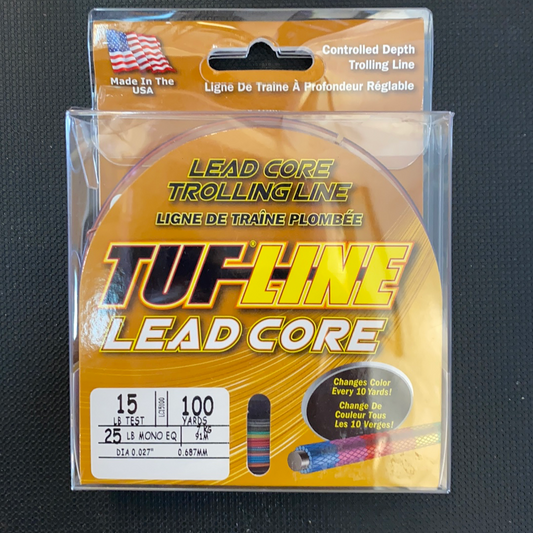 Made In The
USA
Controlled Depth
Trolling Line
Ligne De Traine À Profondeur Réglable
LEAD CORE
TROLLING LINE
LIGNE DE TRAÎNE PLOMBÉE
TUF-LINE®
LEAD CORE
15
LB TEST
100
YARDS
7 KG
91M
25 LB MONO EQ
DIA 0.027" 0.687MM
Changes Color
Every 10 Yards!
Change De
Couleur Tous
Les 10 Verges!